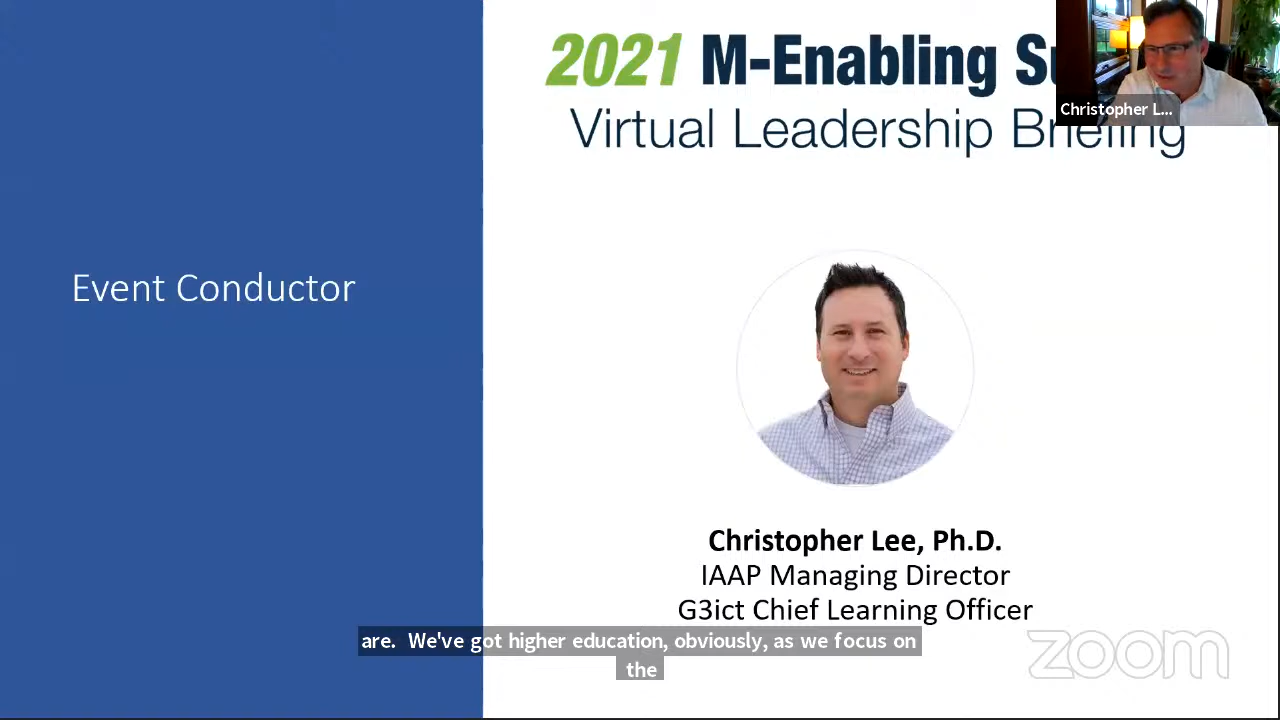 2021 M-Enabling
Virtual Leadership Briefing
Christopher L...
Event Conductor
Christopher Lee, Ph.D.
IAAP Managing Director
G3ict Chief Learning Officer
are. We've got higher education, obviously, as we focus on
the
zoom